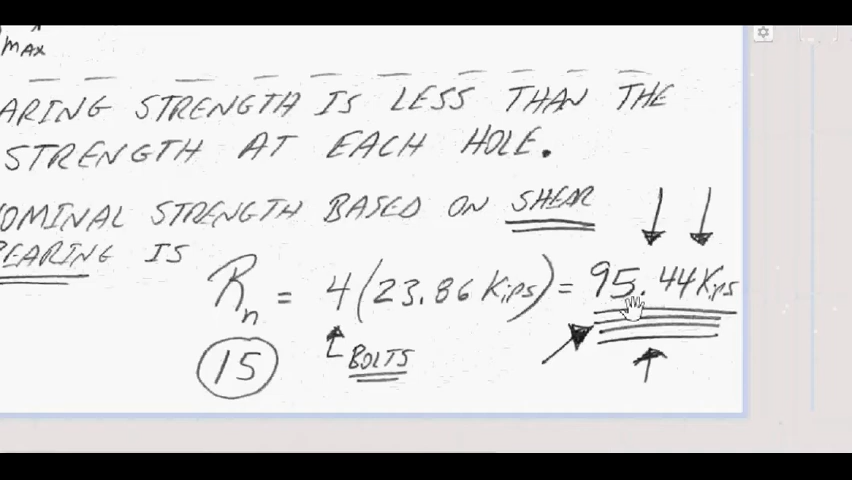 MAX
ARING STRENGTH IS LESS THAN THE
STRENGTH AT EACH HOLE.
OMINAL STRENGTH BASED ON SHEAR
EARING IS
Rn = 4(23.86 Kips) = 95.44 Kips
BOLTS
15